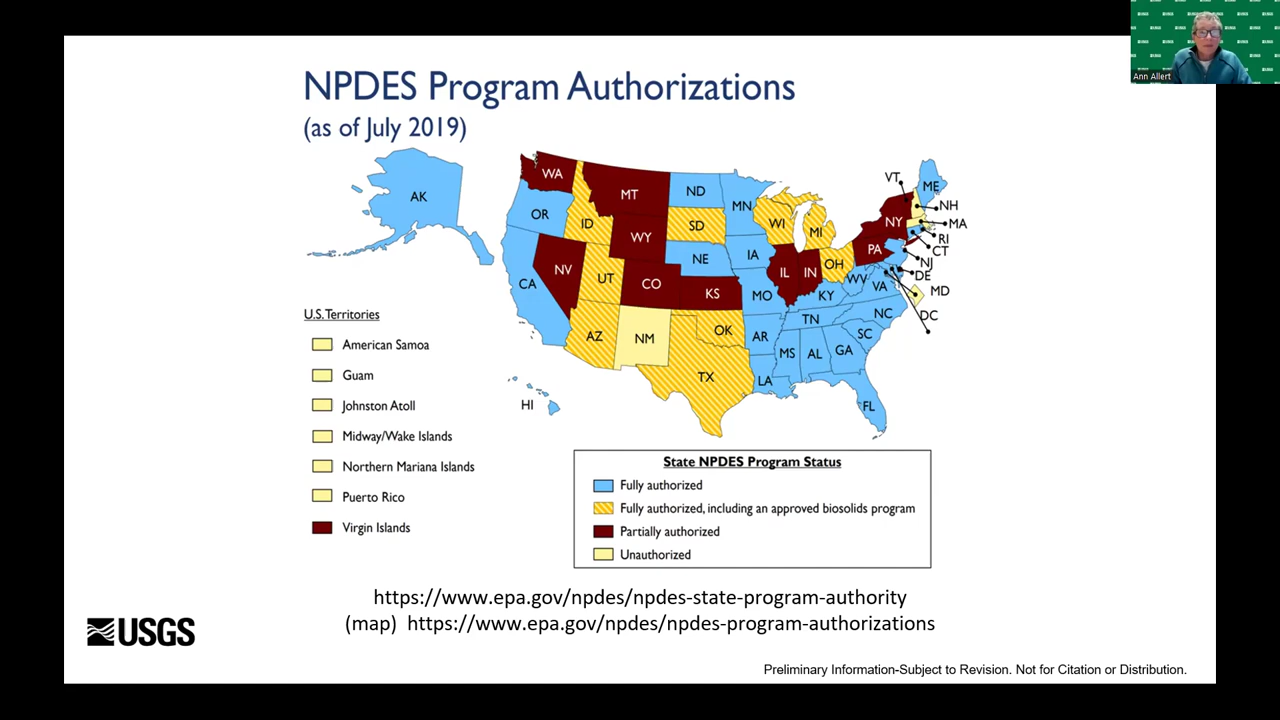 NPDES Program Authorizations
(as of July 2019)
Ann Allert
AK
WA
MT
ND
MN
OR
ID
WY
SD
WI
MI
NY
VT
ME
NH
MA
RI
CT
NJ
DE
MD
DC
CA
NV
UT
CO
NE
KS
IA
MO
IL
IN
OH
PA
WV
VA
KY
TN
NC
SC
AZ
NM
OK
TX
AR
LA
MS
AL
GA
FL
HI
U.S. Territories
American Samoa
Guam
Johnston Atoll
Midway/Wake Islands
Northern Mariana Islands
Puerto Rico
Virgin Islands
State NPDES Program Status
Fully authorized
Fully authorized, including an approved biosolids program
Partially authorized
Unauthorized
https://www.epa.gov/npdes/npdes-state-program-authority
(map) https://www.epa.gov/npdes/npdes-program-authorizations
USGS
Preliminary Information-Subject to Revision. Not for Citation or Distribution.